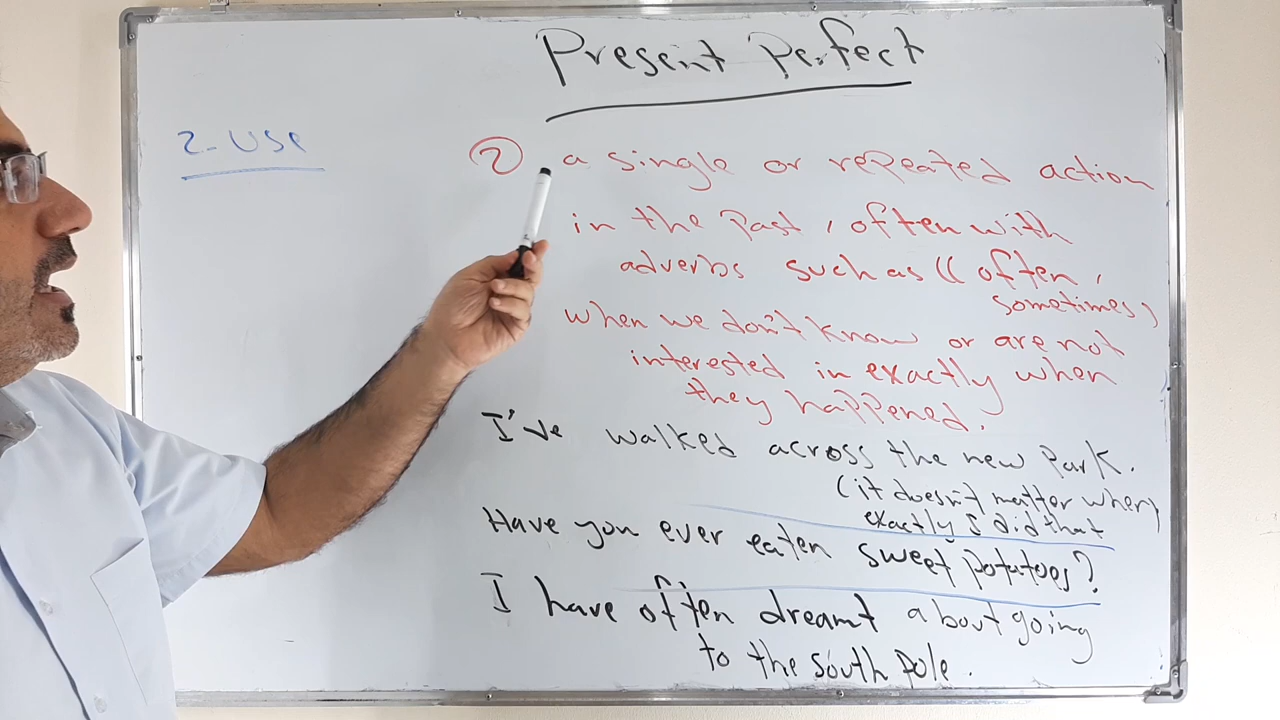 Present Perfect
2- Use
② a single or repeated action
in the past, often with
adverbs such as (( often,
sometimes)
when we don't know or are not
interested in exactly when
they happened.
I've walked across the new park.
(it doesn't matter when)
exactly I did that
Have you ever eaten sweet potatoes?
I have often dreamt about going
to the south pole.